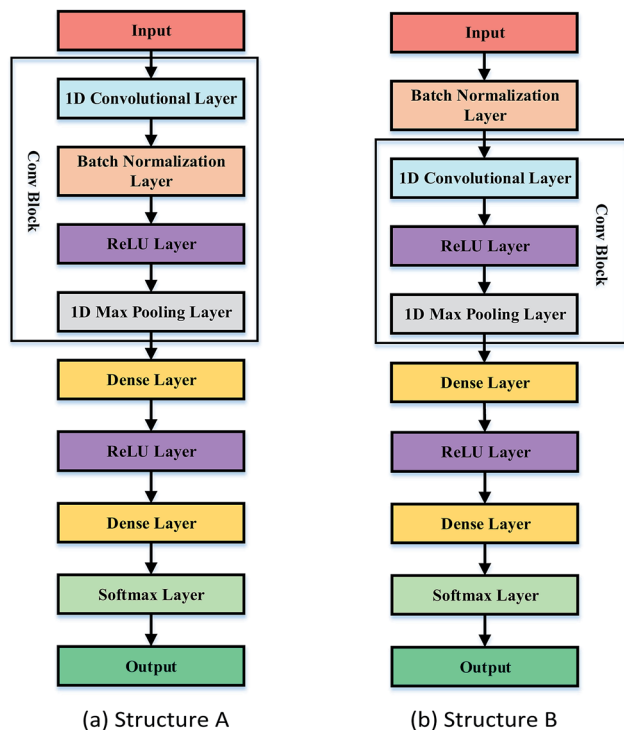 Input
1D Convolutional Layer
Batch Normalization
Layer
ReLU Layer
1D Max Pooling Layer
Conv Block
Dense Layer
ReLU Layer
Dense Layer
Softmax Layer
Output
(a) Structure A
Input
Batch Normalization
Layer
1D Convolutional Layer
ReLU Layer
1D Max Pooling Layer
Conv Block
Dense Layer
ReLU Layer
Dense Layer
Softmax Layer
Output
(b) Structure B